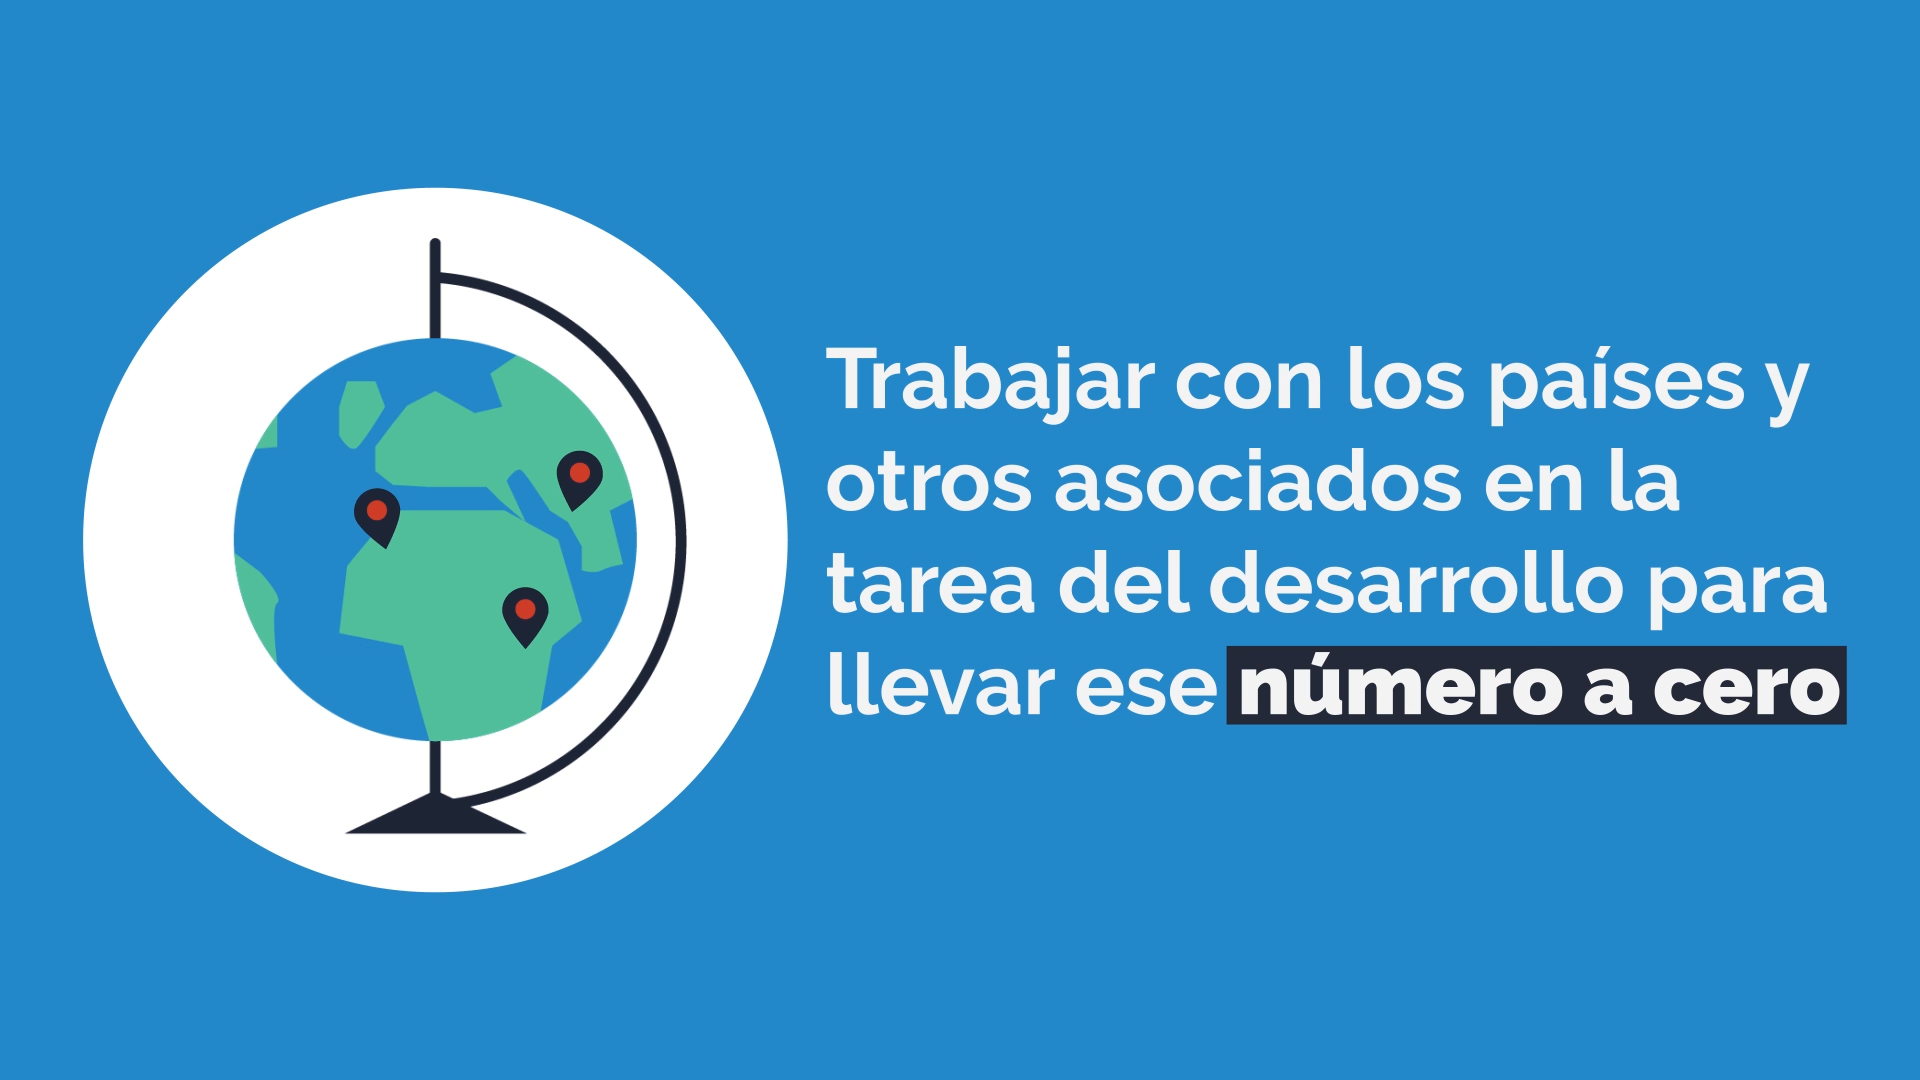 Trabajar con los países y
otros asociados en la
tarea del desarrollo para
llevar ese número a cero